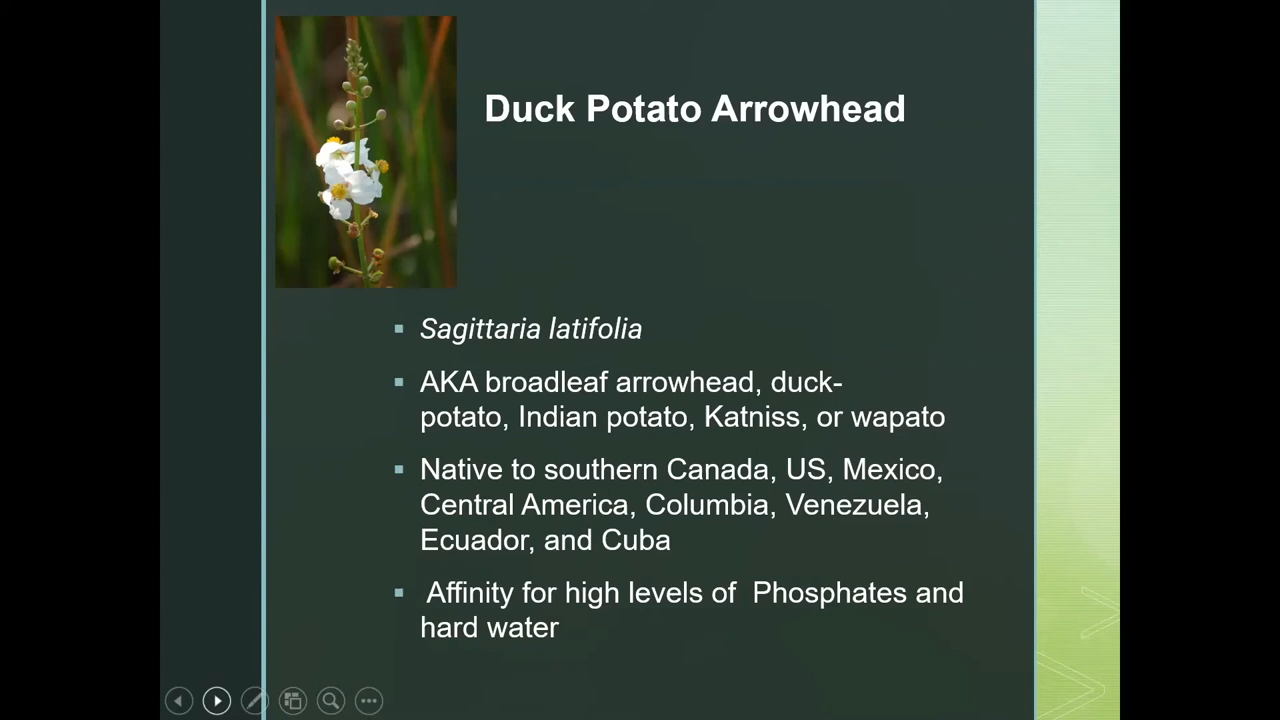 Duck Potato Arrowhead
▪ Sagittaria latifolia
▪ AKA broadleaf arrowhead, duck-
potato, Indian potato, Katniss, or wapato
▪ Native to southern Canada, US, Mexico,
Central America, Columbia, Venezuela,
Ecuador, and Cuba
▪ Affinity for high levels of  Phosphates and
hard water